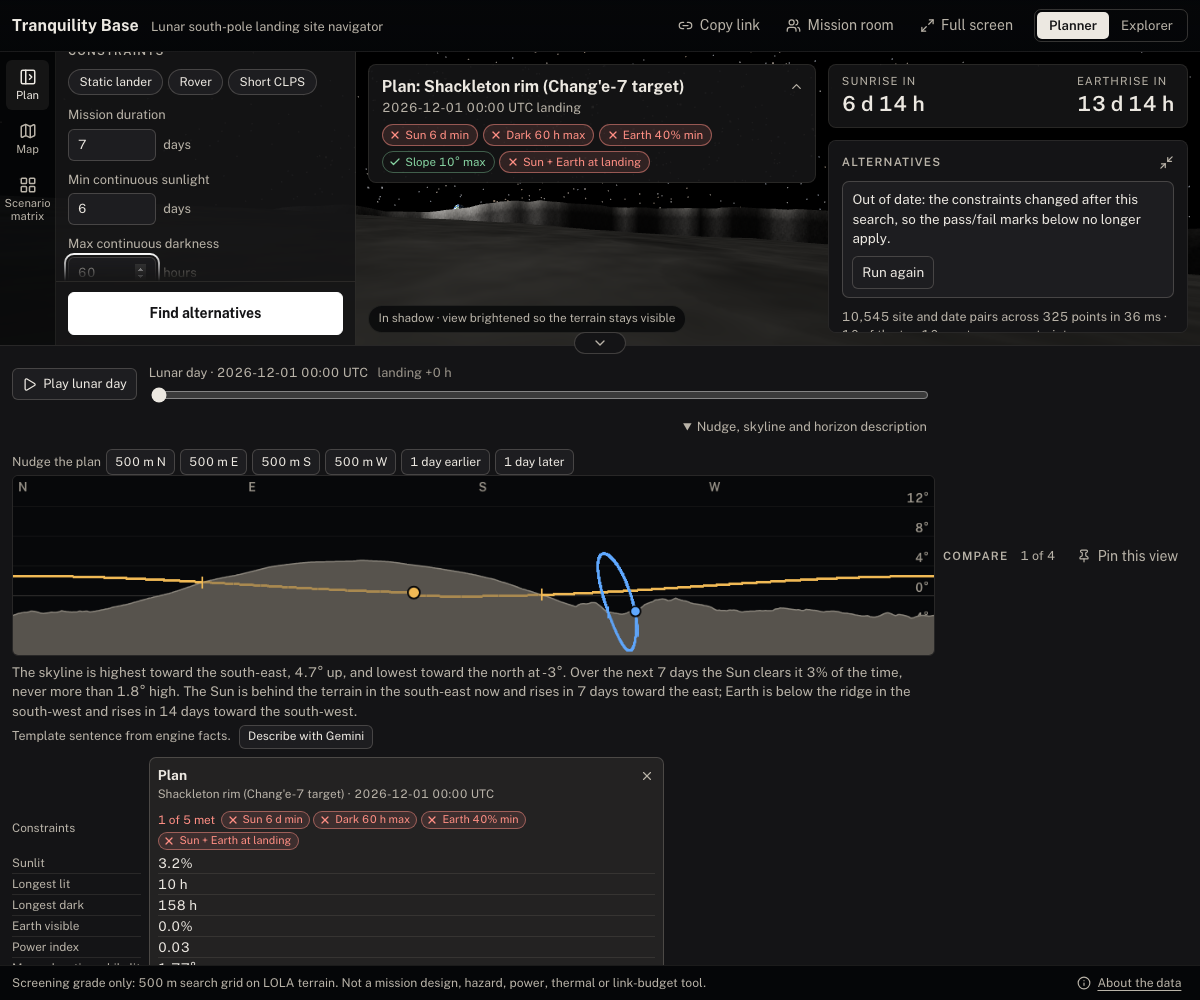 Tranquility Base Lunar south-pole landing site navigator
Copy link
Mission room
Full screen
Planner
Explorer
Plan
Map
Scenario
matrix
CONSTRAINTS
Static lander
Rover
Short CLPS
Mission duration
7 days
Min continuous sunlight
6 days
Max continuous darkness
60 hours
Find alternatives
Plan: Shackleton rim (Chang'e-7 target)
2026-12-01 00:00 UTC landing
Sun 6 d min
Dark 60 h max
Earth 40% min
Slope 10° max
Sun + Earth at landing
In shadow · view brightened so the terrain stays visible
SUNRISE IN
6 d 14 h
EARTHRISE IN
13 d 14 h
ALTERNATIVES
Out of date: the constraints changed after this
search, so the pass/fail marks below no longer
apply.
Run again
10,545 site and date pairs across 325 points in 36 ms ·
Play lunar day
Lunar day · 2026-12-01 00:00 UTC landing +0 h
▼ Nudge, skyline and horizon description
Nudge the plan
500 m N
500 m E
500 m S
500 m W
1 day earlier
1 day later
N
E
S
W
12°
8°
4°
0°
COMPARE 1 of 4
Pin this view
The skyline is highest toward the south-east, 4.7° up, and lowest toward the north at -3°. Over the next 7 days the Sun clears it 3% of the time,
never more than 1.8° high. The Sun is behind the terrain in the south-east now and rises in 7 days toward the east; Earth is below the ridge in the
south-west and rises in 14 days toward the south-west.
Template sentence from engine facts.
Describe with Gemini
Plan
Shackleton rim (Chang'e-7 target) · 2026-12-01 00:00 UTC
Constraints
1 of 5 met
Sun 6 d min
Dark 60 h max
Earth 40% min
Sun + Earth at landing
Sunlit 3.2%
Longest lit 10 h
Longest dark 158 h
Earth visible 0.0%
Power index 0.03
Screening grade only: 500 m search grid on LOLA terrain. Not a mission design, hazard, power, thermal or link-budget tool.
About the data